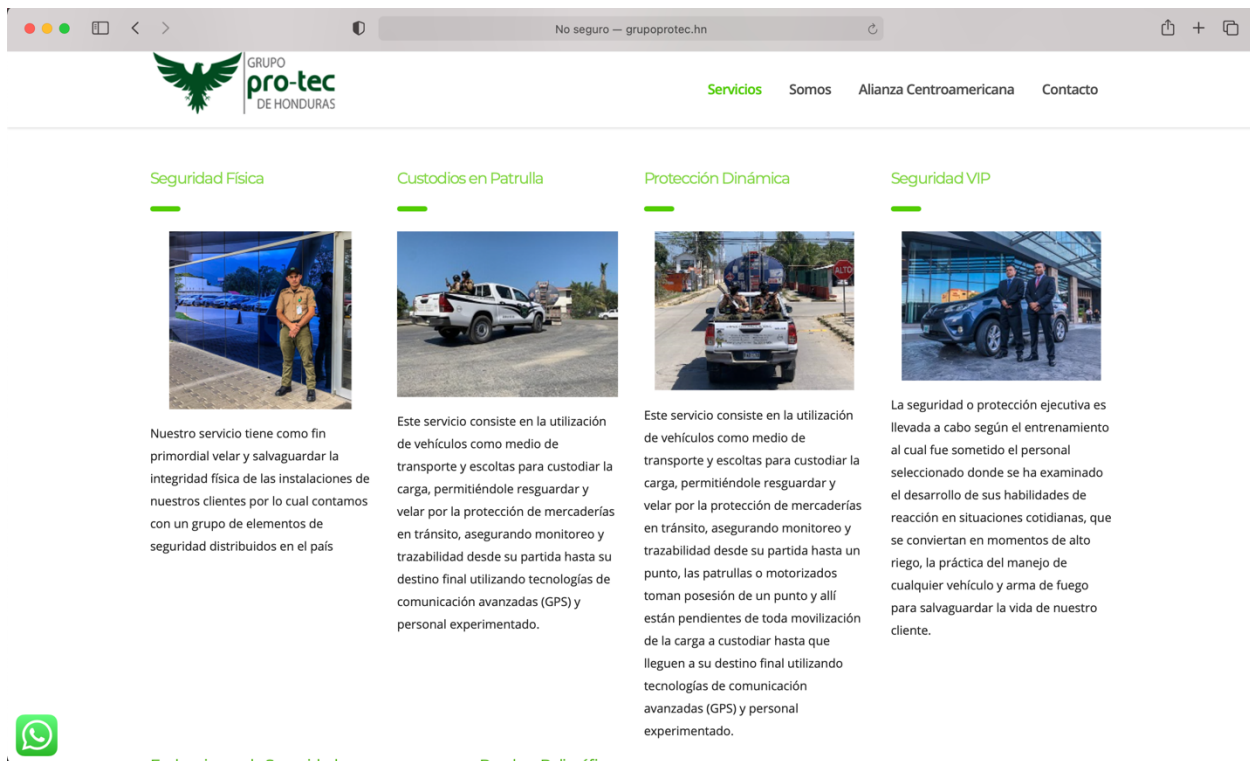 No seguro — grupoprotec.hn
GRUPO
pro-tec
DE HONDURAS
Servicios
Somos
Alianza Centroamericana
Contacto
Seguridad Física
Nuestro servicio tiene como fin
primordial velar y salvaguardar la
integridad física de las instalaciones de
nuestros clientes por lo cual contamos
con un grupo de elementos de
seguridad distribuidos en el país
Custodios en Patrulla
Este servicio consiste en la utilización
de vehículos como medio de
transporte y escoltas para custodiar la
carga, permitiéndole resguardar y
velar por la protección de mercaderías
en tránsito, asegurando monitoreo y
trazabilidad desde su partida hasta su
destino final utilizando tecnologías de
comunicación avanzadas (GPS) y
personal experimentado.
Protección Dinámica
ALTO
Este servicio consiste en la utilización
de vehículos como medio de
transporte y escoltas para custodiar la
carga, permitiéndole resguardar y
velar por la protección de mercaderías
en tránsito, asegurando monitoreo y
trazabilidad desde su partida hasta un
punto, las patrullas o motorizados
toman posesión de un punto y allí
están pendientes de toda movilización
de la carga a custodiar hasta que
lleguen a su destino final utilizando
tecnologías de comunicación
avanzadas (GPS) y personal
experimentado.
Seguridad VIP
La seguridad o protección ejecutiva es
llevada a cabo según el entrenamiento
al cual fue sometido el personal
seleccionado donde se ha examinado
el desarrollo de sus habilidades de
reacción en situaciones cotidianas, que
se conviertan en momentos de alto
riego, la práctica del manejo de
cualquier vehículo y arma de fuego
para salvaguardar la vida de nuestro
cliente.